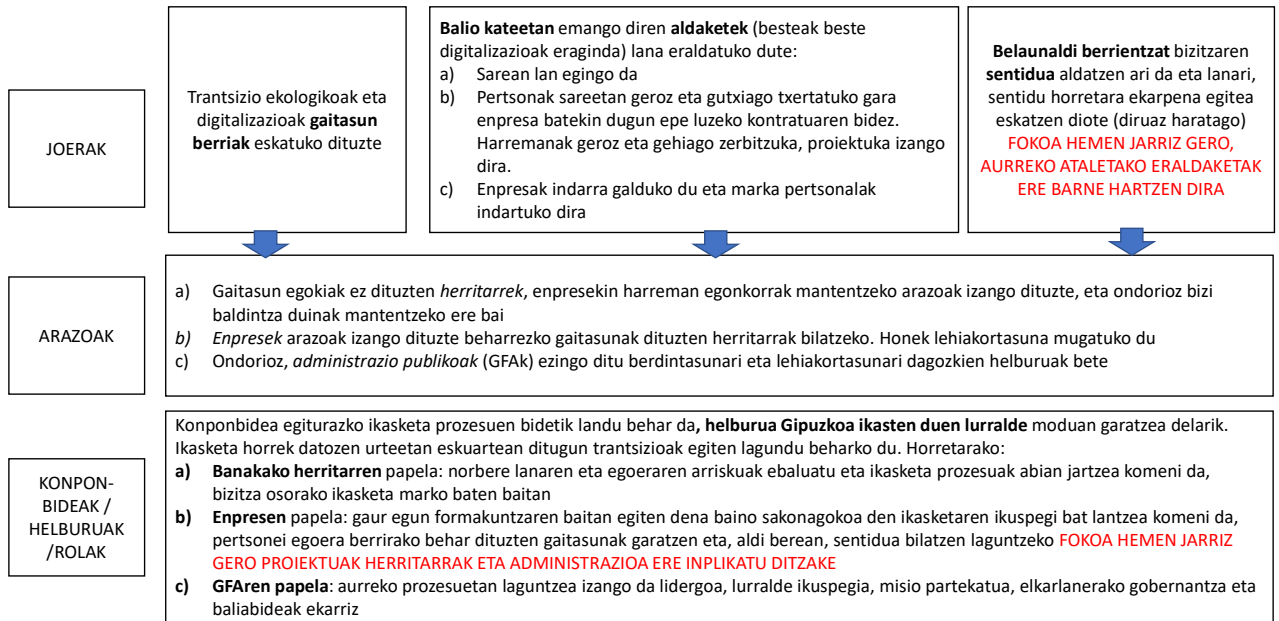 JOERAK
Trantsizio ekologikoak eta
digitalizazioak gaitasun
berriak eskatuko dituzte
Balio kateetan emango diren aldaketek (besteak beste
digitalizazioak eraginda) lana eraldatuko dute:
a) Sarean lan egingo da
b) Pertsonak sareetan geroz eta gutxiago txertatuko gara
enpresa batekin dugun epe luzeko kontratuaren bidez.
Harremanak geroz eta gehiago zerbitzuka, proiektuka izango
dira.
c) Enpresak indarra galduko du eta marka pertsonalak
indartuko dira
Belaunaldi berrientzat bizitzaren
sentidua aldatzen ari da eta lanari,
sentidu horretara ekarpena egitea
eskatzen diote (diruaz haratago)
FOKOA HEMEN JARRIZ GERO,
AURREKO ATALETAKO ERALDAKETAK
ERE BARNE HARTZEN DIRA
ARAZOAK
a) Gaitasun egokiak ez dituzten herritarrek, enpresekin harreman egonkorrak mantentzeko arazoak izango dituzte, eta ondorioz bizi
baldintza duinak mantentzeko ere bai
b) Enpresek arazoak izango dituzte beharrezko gaitasunak dituzten herritarrak bilatzeko. Honek lehiakortasuna mugatuko du
c) Ondorioz, administrazio publikoak (GFAk) ezingo ditu berdintasunari eta lehiakortasunari dagozkien helburuak bete
KONPON-
BIDEAK /
HELBURUAK
/ROLAK
Konponbidea egiturazko ikasketa prozesuen bidetik landu behar da, helburua Gipuzkoa ikasten duen lurralde moduan garatzea delarik.
Ikasketa horrek datozen urteetan eskuartean ditugun trantsizioak egiten lagundu beharko du. Horretarako:
a) Banakako herritarren papela: norbere lanaren eta egoeraren arriskuak ebaluatu eta ikasketa prozesuak abian jartzea komeni da,
bizitza osorako ikasketa marko baten baitan
b) Enpresen papela: gaur egun formakuntzaren baitan egiten dena baino sakonagokoa den ikasketaren ikuspegi bat lantzea komeni da,
pertsonei egoera berrirako behar dituzten gaitasunak garatzen eta, aldi berean, sentidua bilatzen laguntzeko FOKOA HEMEN JARRIZ
GERO PROIEKTUAK HERRITARRAK ETA ADMINISTRAZIOA ERE INPLIKATU DITZAKE
c) GFAren papela: aurreko prozesuetan laguntzea izango da lidergoa, lurralde ikuspegia, misio partekatua, elkarlanerako gobernantza eta
baliabideak ekarriz